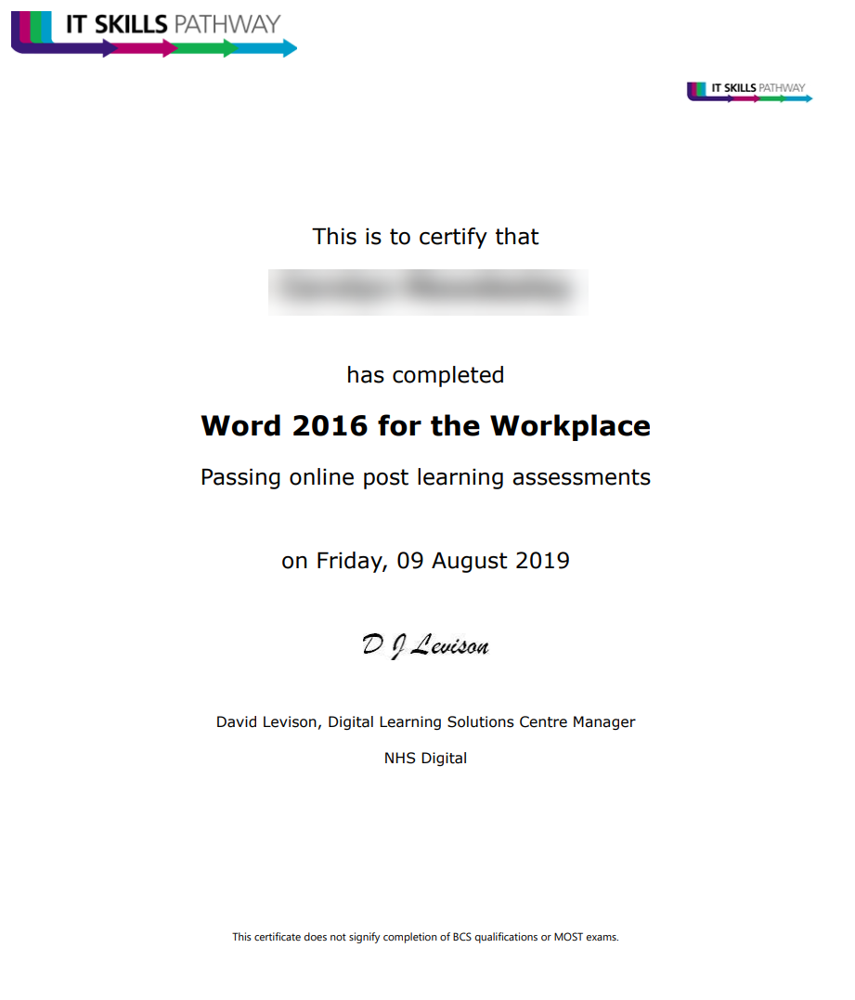 IT SKILLS PATHWAY
IT SKILLS PATHWAY
This is to certify that
has completed
Word 2016 for the Workplace
Passing online post learning assessments
on Friday, 09 August 2019
D J Levison
David Levison, Digital Learning Solutions Centre Manager
NHS Digital
This certificate does not signify completion of BCS qualifications or MOST exams.